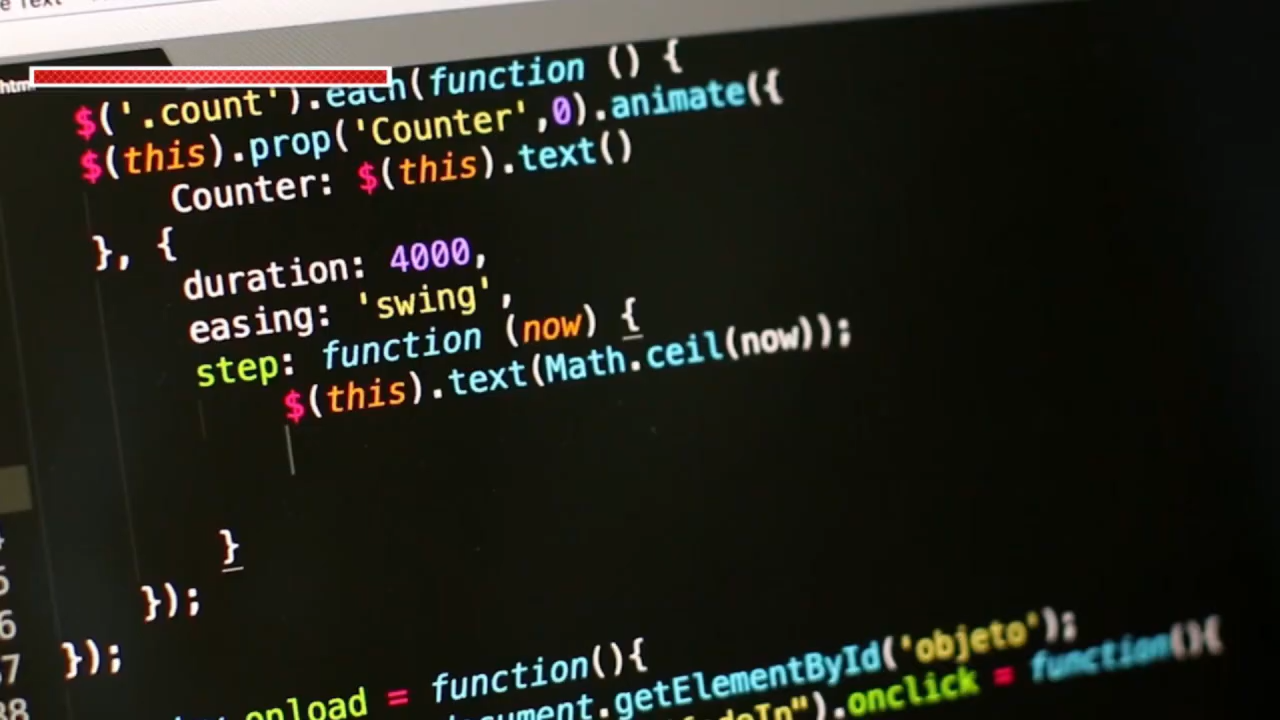 $('.count').each(function () {
$(this).prop('Counter',0).animate({
Counter: $(this).text()
}, {
duration: 4000,
easing: 'swing',
step: function (now) {
$(this).text(Math.ceil(now));
}
});
});
onload = function(){
document.getElementById('objeto');
").onclick = function(){